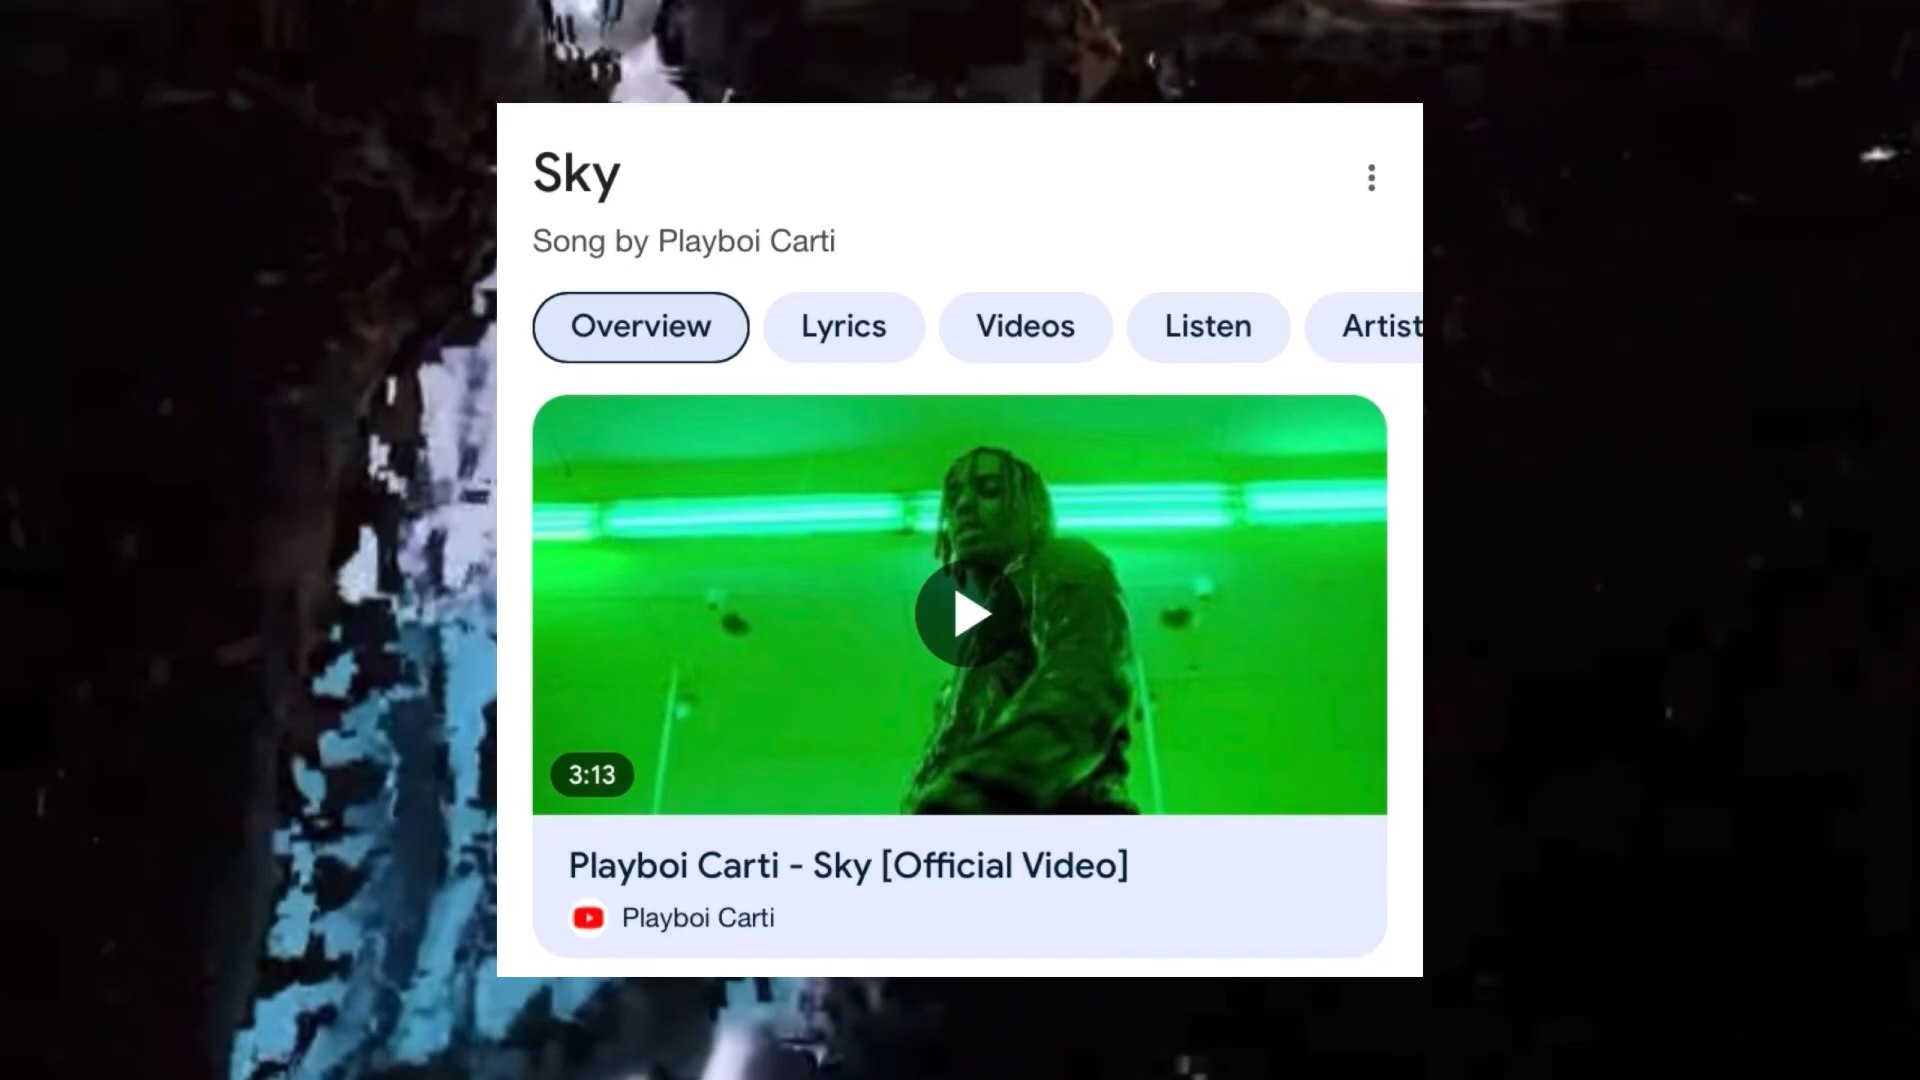 Sky
Song by Playboi Carti
Overview
Lyrics
Videos
Listen
Artist
3:13
Playboi Carti - Sky [Official Video]
Playboi Carti